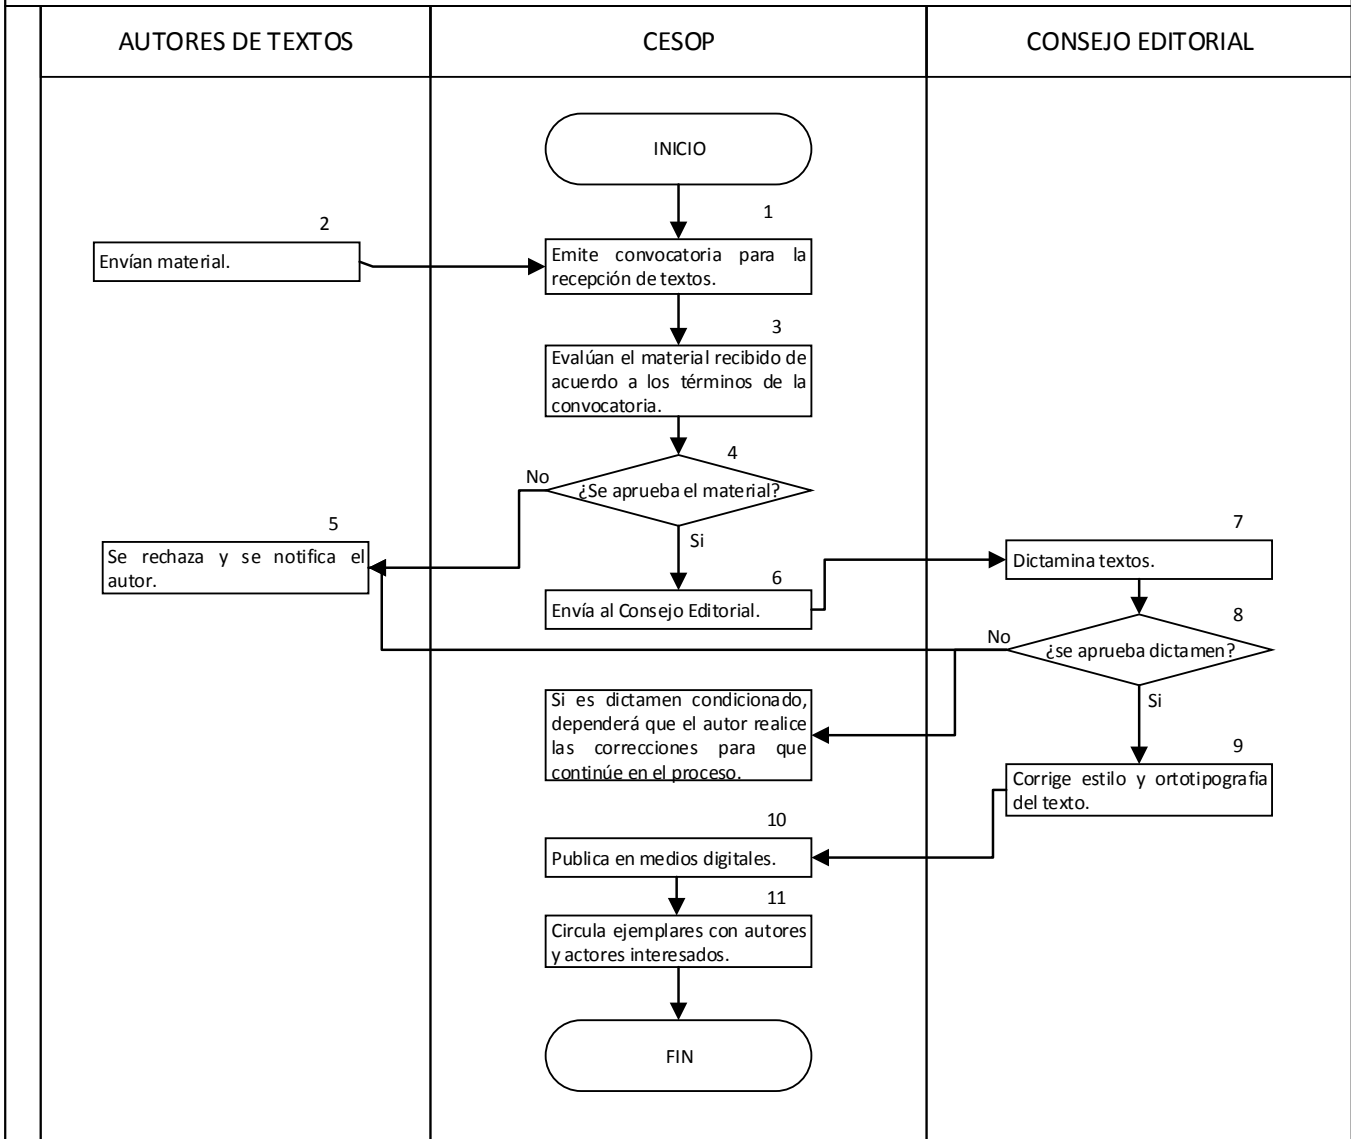 AUTORES DE TEXTOS
CESOP
CONSEJO EDITORIAL
INICIO
1
2
Envían material.
Emite convocatoria para la
recepción de textos.
3
Evalúan el material recibido de
acuerdo a los términos de la
convocatoria.
4
No
¿Se aprueba el material?
5
Se rechaza y se notifica el
autor.
Si
6
Envía al Consejo Editorial.
7
Dictamina textos.
8
No
¿se aprueba dictamen?
Si
Si es dictamen condicionado,
dependerá que el autor realice
las correcciones para que
continúe en el proceso.
9
Corrige estilo y ortotipografia
del texto.
10
Publica en medios digitales.
11
Circula ejemplares con autores
y actores interesados.
FIN